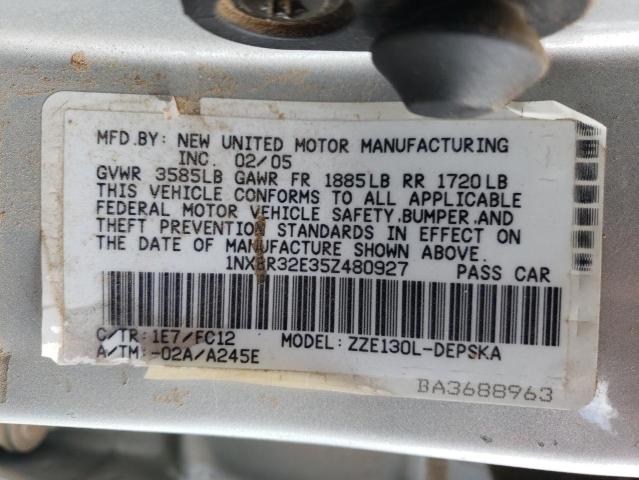 MFD.BY: NEW UNITED MOTOR MANUFACTURING
INC. 02/05
GVWR 3585LB GAWR FR 1885LB RR 1720LB
THIS VEHICLE CONFORMS TO ALL APPLICABLE
FEDERAL MOTOR VEHICLE SAFETY.BUMPER.AND
THEFT PREVENTION STANDARDS IN EFFECT ON
THE DATE OF MANUFACTURE SHOWN ABOVE.
1NXBR32E35Z480927 PASS CAR
C/TR: 1E7/FC12 MODEL: ZZE130L-DEPSKA
A/TM: -02A/A245E
BA3688963